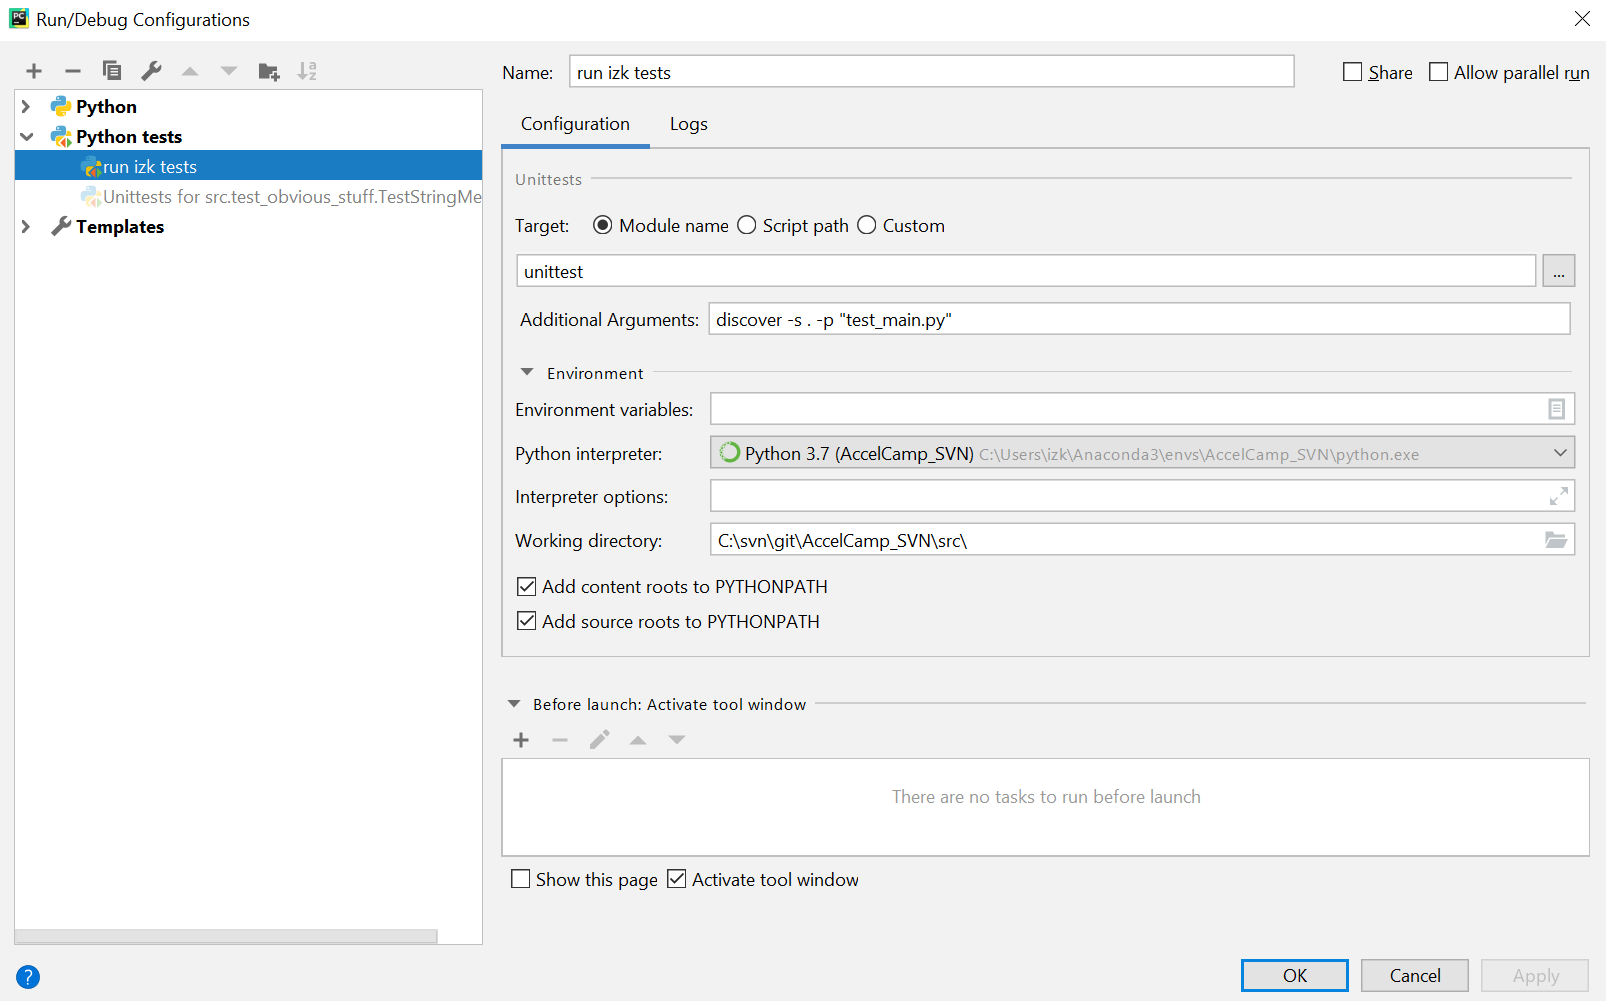 Run/Debug Configurations
Name: run izk tests Share Allow parallel run
Python
Python tests
run izk tests
Unittests for src.test_obvious_stuff.TestStringMe
Templates
Configuration Logs
Unittests
Target: Module name Script path Custom
unittest ...
Additional Arguments: discover -s . -p "test_main.py"
Environment
Environment variables:
Python interpreter: Python 3.7 (AccelCamp_SVN) C:\Users\izk\Anaconda3\envs\AccelCamp_SVN\python.exe
Interpreter options:
Working directory: C:\svn\git\AccelCamp_SVN\src\
Add content roots to PYTHONPATH
Add source roots to PYTHONPATH
Before launch: Activate tool window
There are no tasks to run before launch
Show this page Activate tool window
? OK Cancel Apply